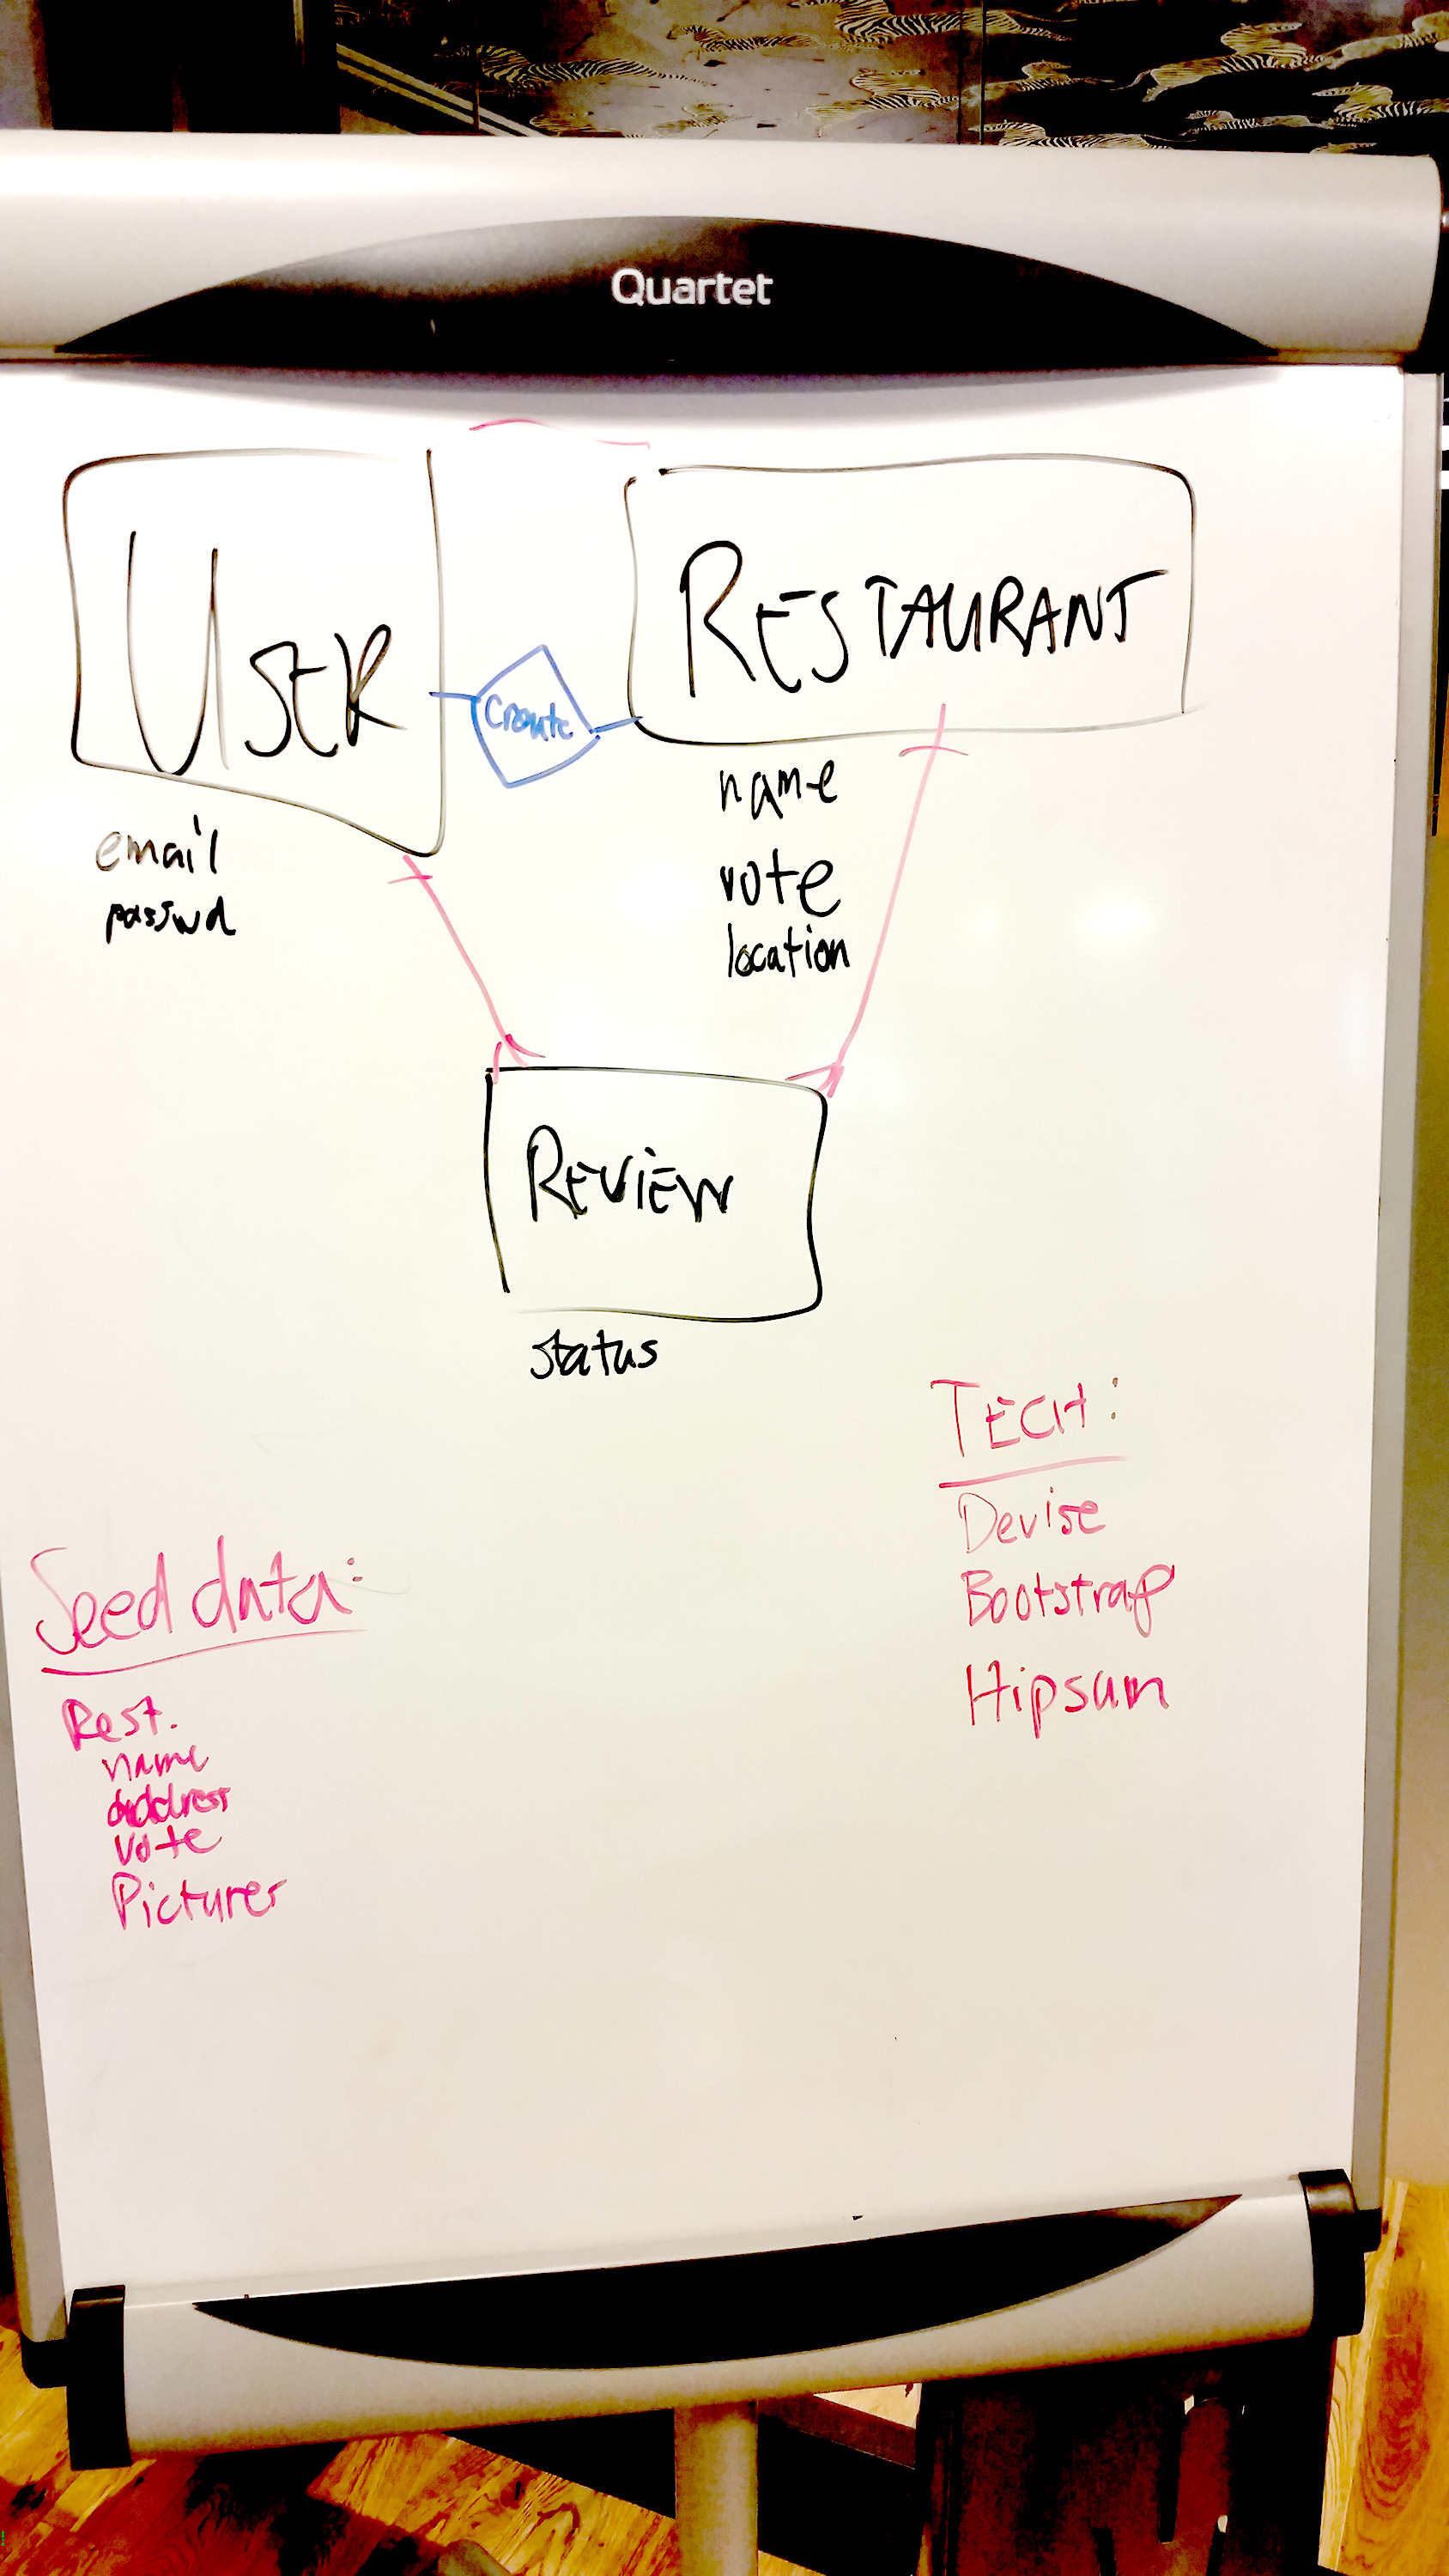 Quartet
USER
RESTAURANT
Create
email
passwd
name
vote
location
REVIEW
status
TECH:
Devise
Bootstrap
Hipsum
Seed data:
Rest.
name
address
vote
Pictures